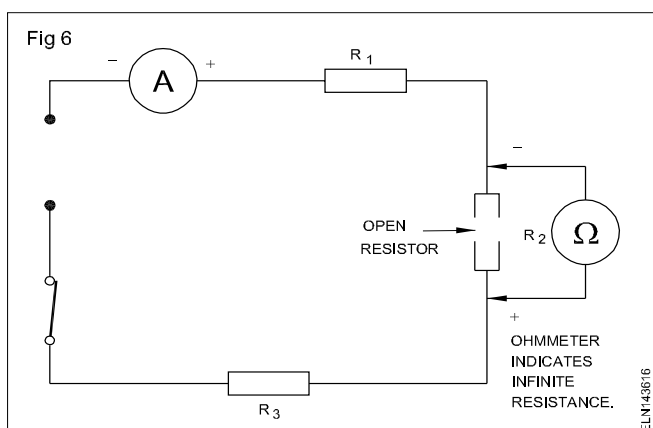 Fig 6
– A +
R1
–
OPEN
RESISTOR
R2 Ω
+
OHMMETER
INDICATES
INFINITE
RESISTANCE.
R3
ELN143616